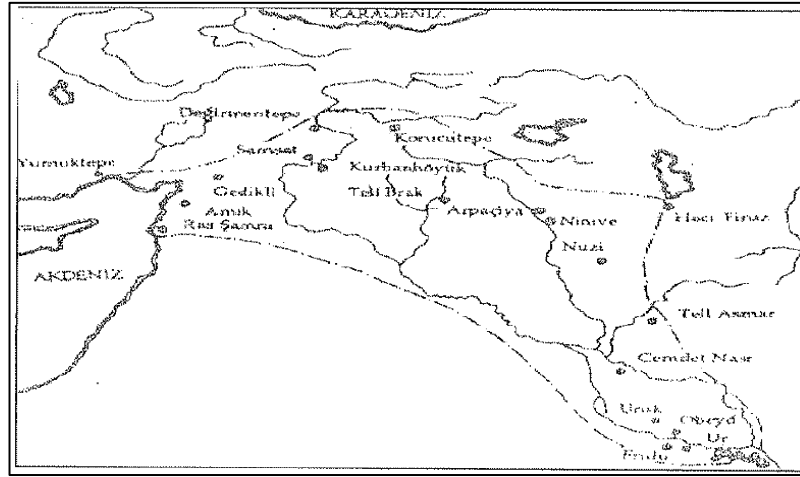 KARADENİZ
Değirmentepe
Korucutepe
Samsat
Yumuktepe
Kurbanhöyük
Gedikli
Tell Brak
Amik
Arpaçiya
Ninive
Hacı Firuz
Ras Şamra
Nuzi
AKDENİZ
Tell Asmar
Cemdet Nasr
Uruk
Obeyd
Ur
Eridu